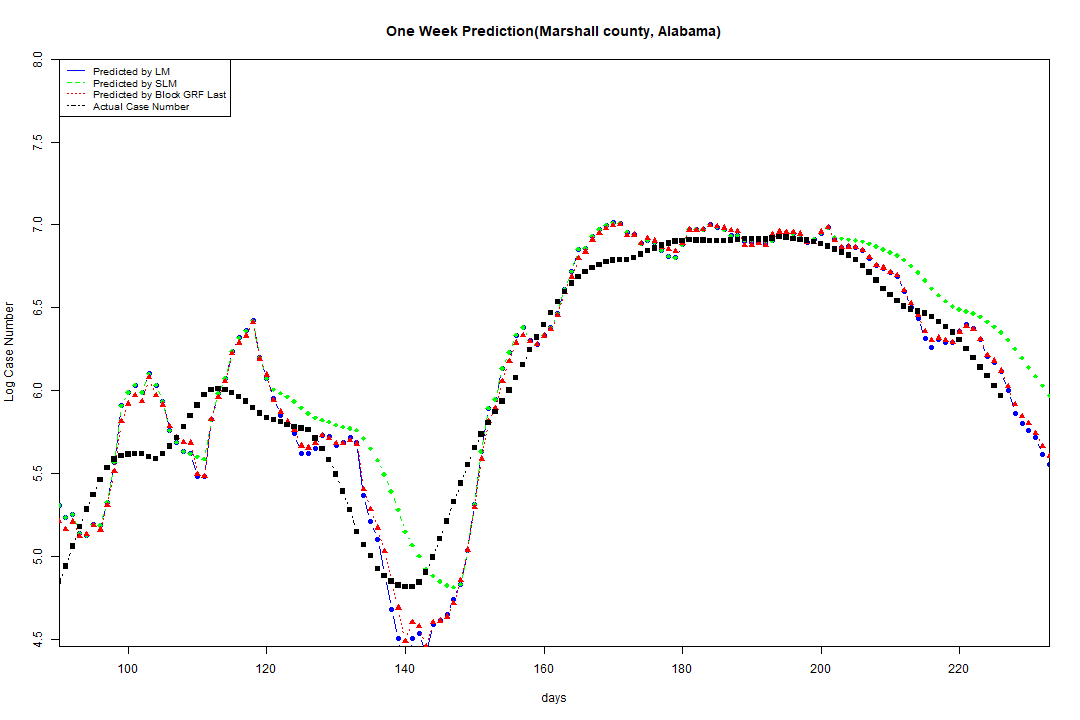 One Week Prediction(Marshall county, Alabama)
Predicted by LM
Predicted by SLM
Predicted by Block GRF Last
Actual Case Number
8.0
7.5
7.0
6.5
6.0
5.5
5.0
4.5
Log Case Number
100 120 140 160 180 200 220
days